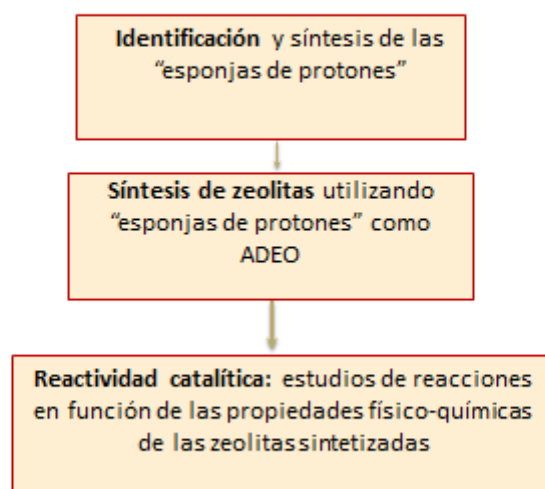 Identificación y síntesis de las
“esponjas de protones”
Síntesis de zeolitas utilizando
“esponjas de protones” como
ADEO
Reactividad catalítica: estudios de reacciones
en función de las propiedades físico-químicas
de las zeolitas sintetizadas